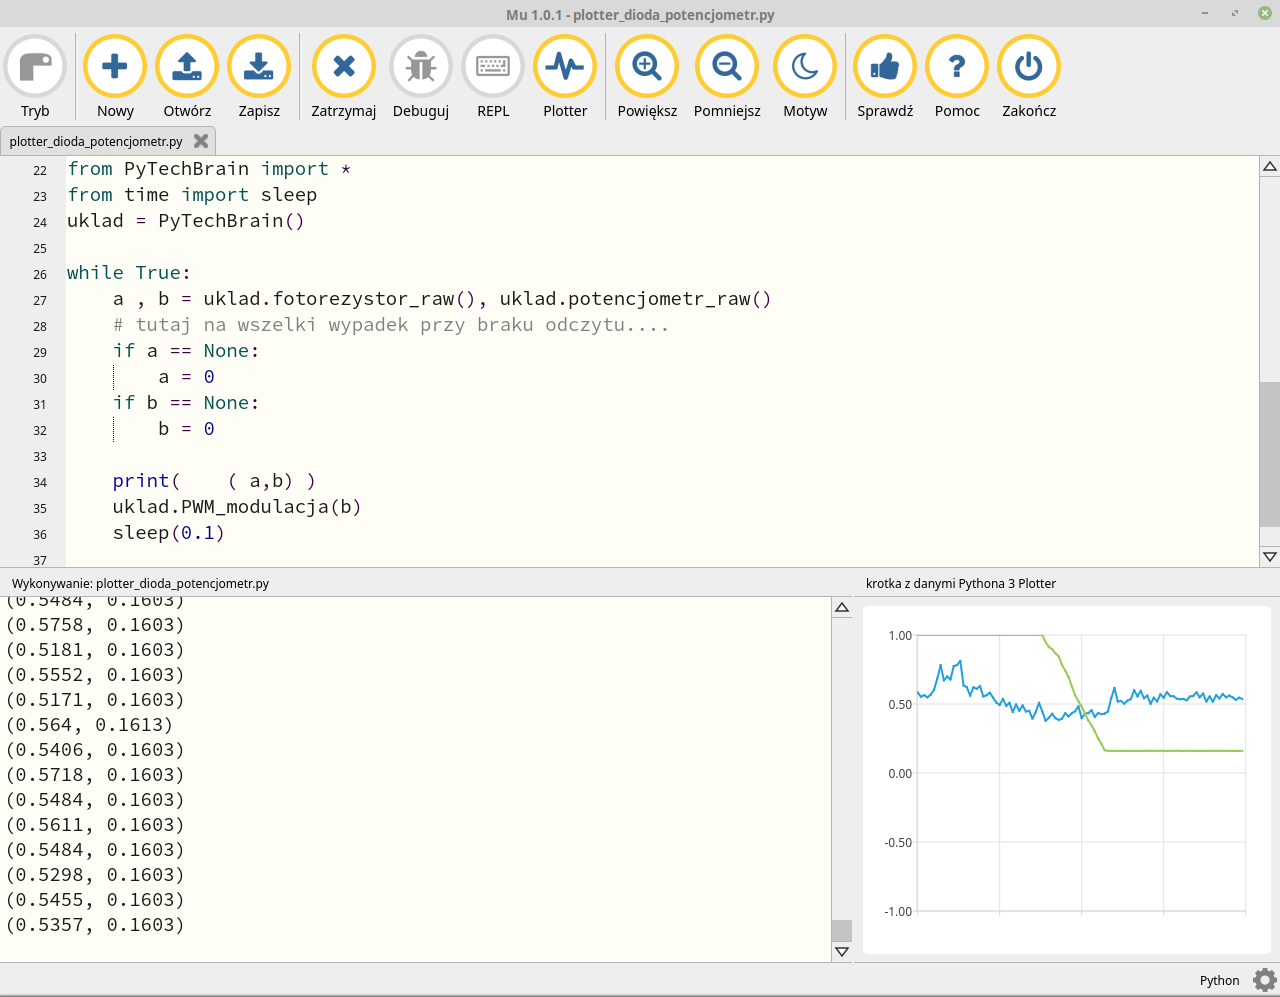 Mu 1.0.1 - plotter_dioda_potencjometr.py
Tryb Nowy Otwórz Zapisz Zatrzymaj Debuguj REPL Plotter Powiększ Pomniejsz Motyw Sprawdź Pomoc Zakończ
plotter_dioda_potencjometr.py
22 from PyTechBrain import *
23 from time import sleep
24 uklad = PyTechBrain()
25
26 while True:
27     a , b = uklad.fotorezystor_raw(), uklad.potencjometr_raw()
28     # tutaj na wszelki wypadek przy braku odczytu....
29     if a == None:
30         a = 0
31     if b == None:
32         b = 0
33
34     print(    ( a,b) )
35     uklad.PWM_modulacja(b)
36     sleep(0.1)
37
Wykonywanie: plotter_dioda_potencjometr.py
(0.5484, 0.1603)
(0.5758, 0.1603)
(0.5181, 0.1603)
(0.5552, 0.1603)
(0.5171, 0.1603)
(0.564, 0.1613)
(0.5406, 0.1603)
(0.5718, 0.1603)
(0.5484, 0.1603)
(0.5611, 0.1603)
(0.5484, 0.1603)
(0.5298, 0.1603)
(0.5455, 0.1603)
(0.5357, 0.1603)
krotka z danymi Pythona 3 Plotter
1.00
0.50
0.00
-0.50
-1.00
Python